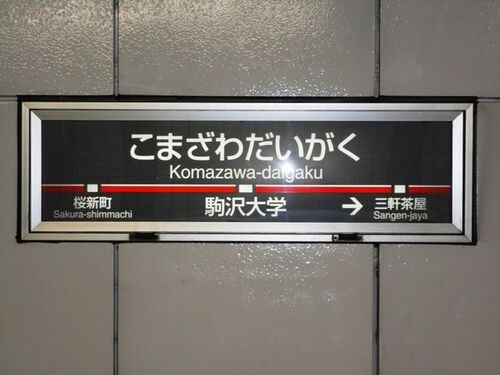 こまざわだいがく
Komazawa-daigaku
桜新町 駒沢大学 → 三軒茶屋
Sakura-shimmachi Sangen-jaya